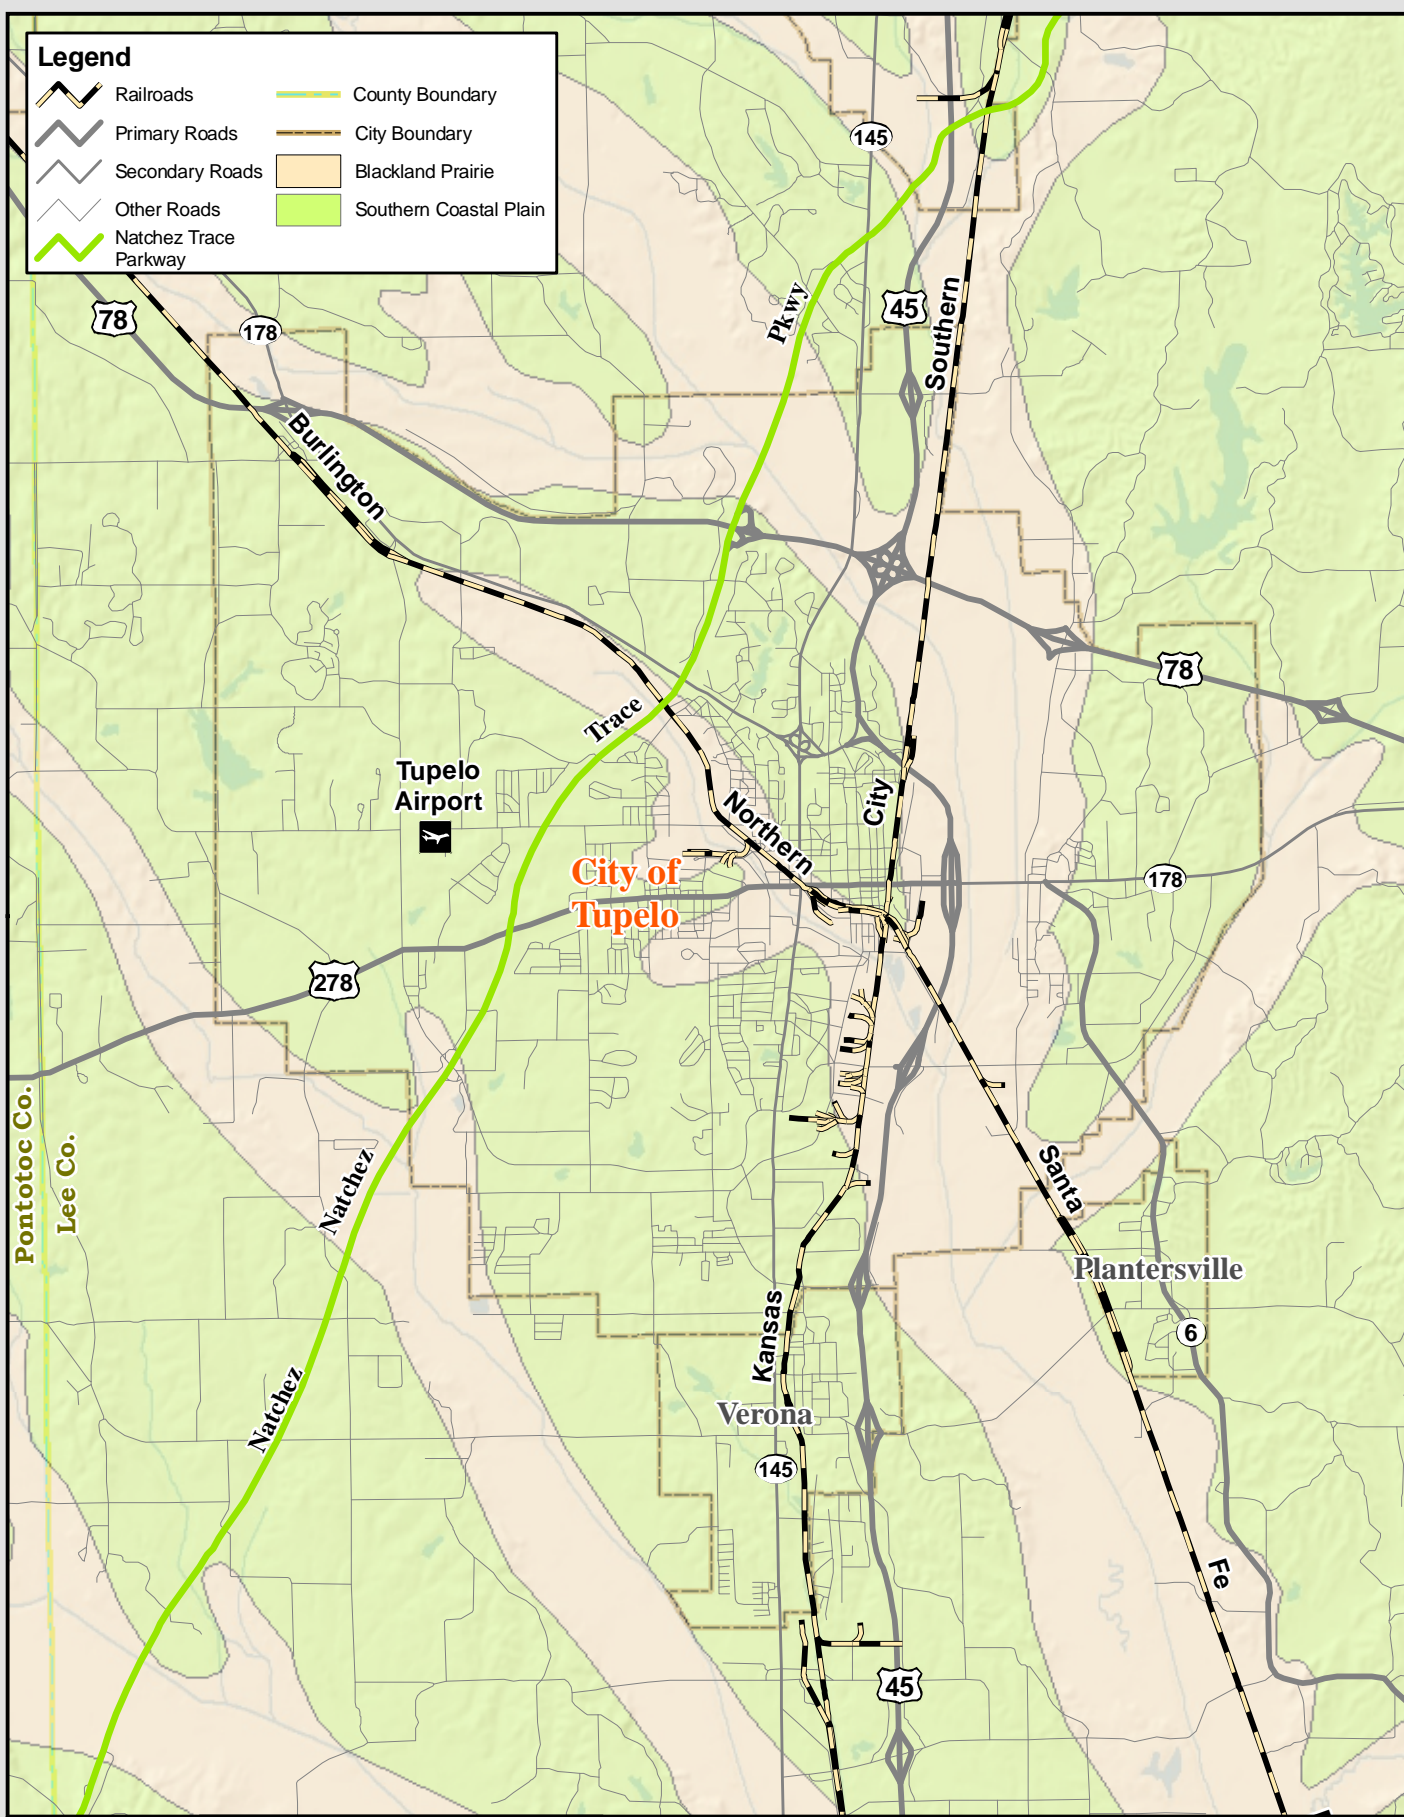 Legend
Railroads
County Boundary
Primary Roads
City Boundary
Secondary Roads
Blackland Prairie
Other Roads
Southern Coastal Plain
Natchez Trace
Parkway
145
Pkwy
45
Southern
78
178
Burlington
78
Trace
Tupelo
Airport
City
Northern
City of
Tupelo
178
278
Pontotoc Co.
Lee Co.
Natchez
Santa
Plantersville
Kansas
6
Natchez
Verona
145
Fe
45